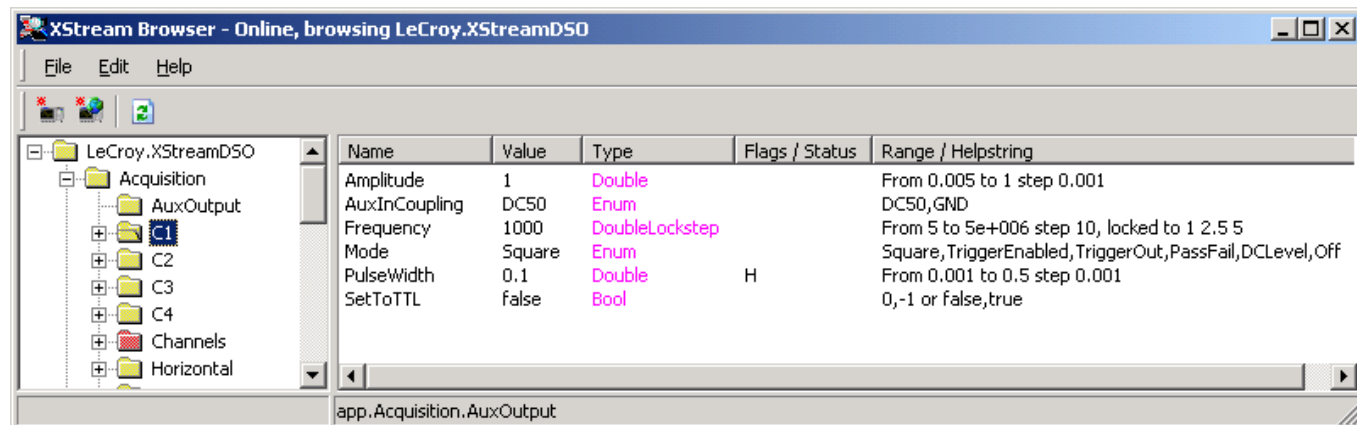 XStream Browser - Online, browsing LeCroy.XStreamDSO
File Edit Help
LeCroy.XStreamDSO
Acquisition
AuxOutput
C1
C2
C3
C4
Channels
Horizontal
Name Value Type Flags / Status Range / Helpstring
Amplitude 1 Double From 0.005 to 1 step 0.001
AuxInCoupling DC50 Enum DC50,GND
Frequency 1000 DoubleLockstep From 5 to 5e+006 step 10, locked to 1 2.5 5
Mode Square Enum Square,TriggerEnabled,TriggerOut,PassFail,DCLevel,Off
PulseWidth 0.1 Double H From 0.001 to 0.5 step 0.001
SetToTTL false Bool 0,-1 or false,true
app.Acquisition.AuxOutput